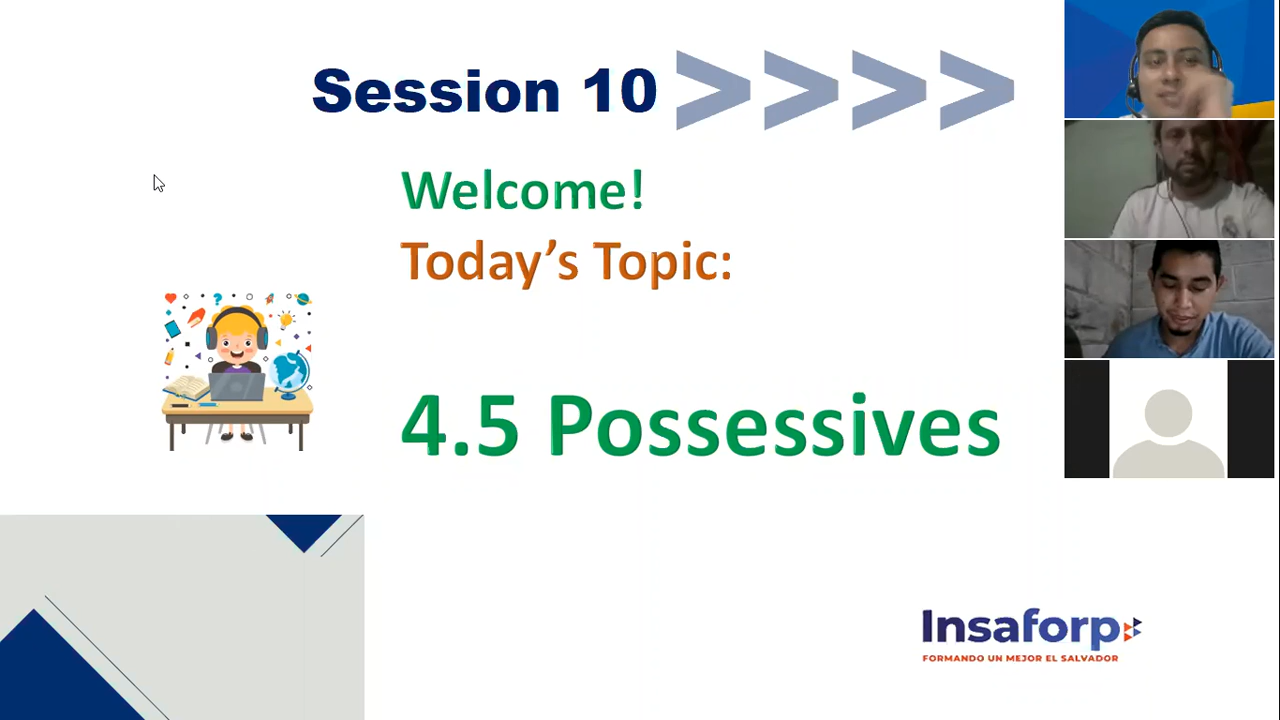 Session 10
Welcome!
Today's Topic:
4.5 Possessives
Insaforp
FORMANDO UN MEJOR EL SALVADOR